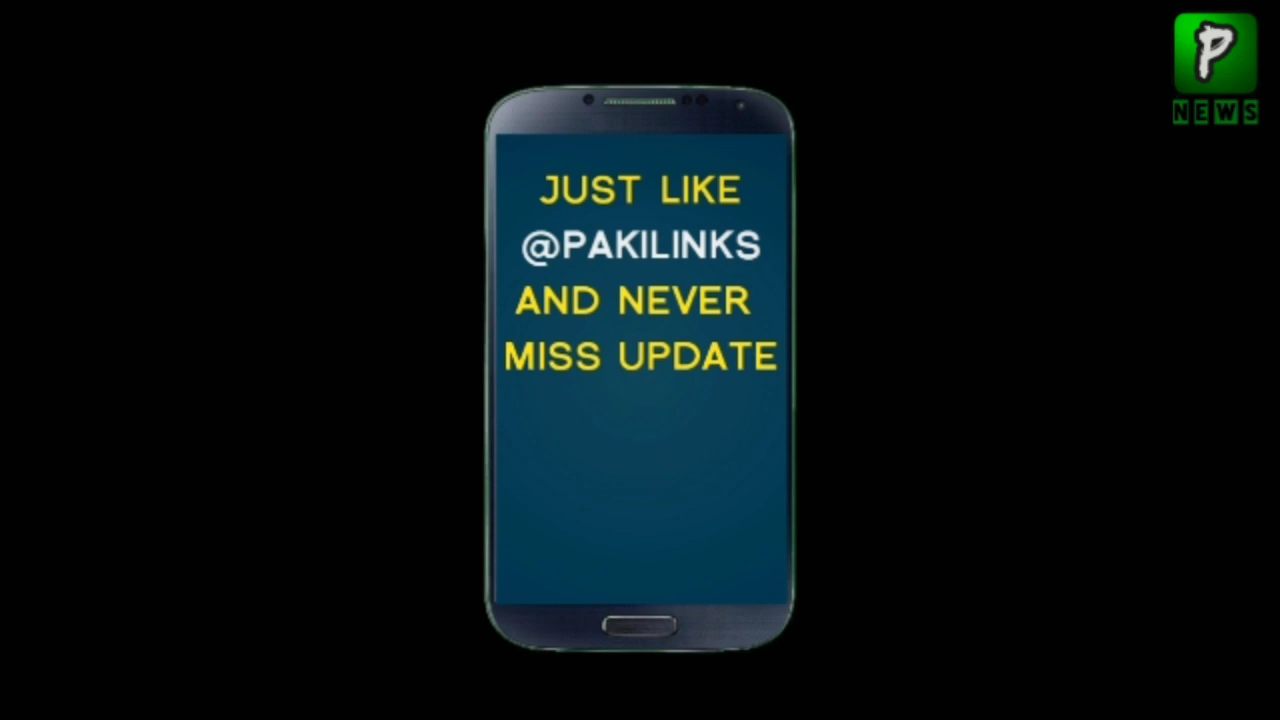 P
NEWS
JUST LIKE
@PAKILINKS
AND NEVER
MISS UPDATE